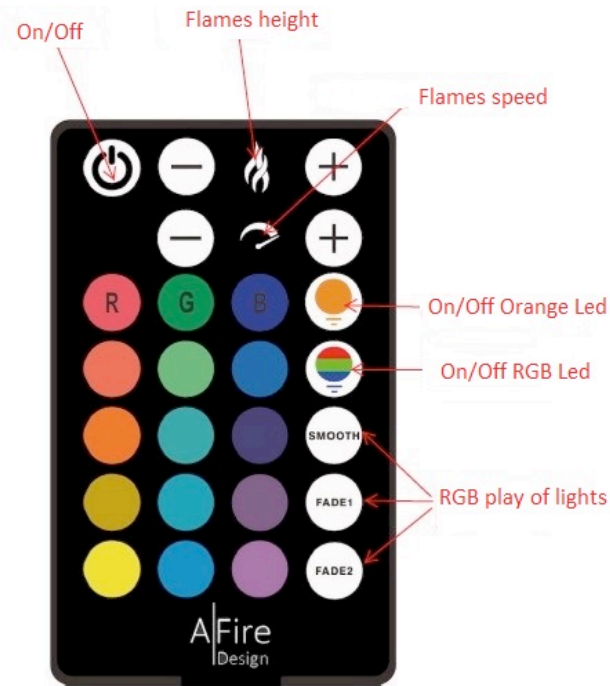 Flames height
On/Off
Flames speed
R G B
On/Off Orange Led
On/Off RGB Led
SMOOTH
FADE1
RGB play of lights
FADE2
A Fire
Design